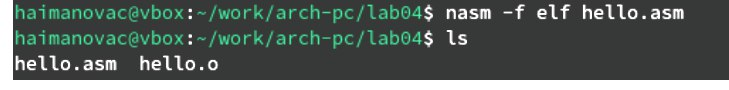 haimanovac@vbox:~/work/arch-pc/lab04$ nasm -f elf hello.asm
haimanovac@vbox:~/work/arch-pc/lab04$ ls
hello.asm  hello.o